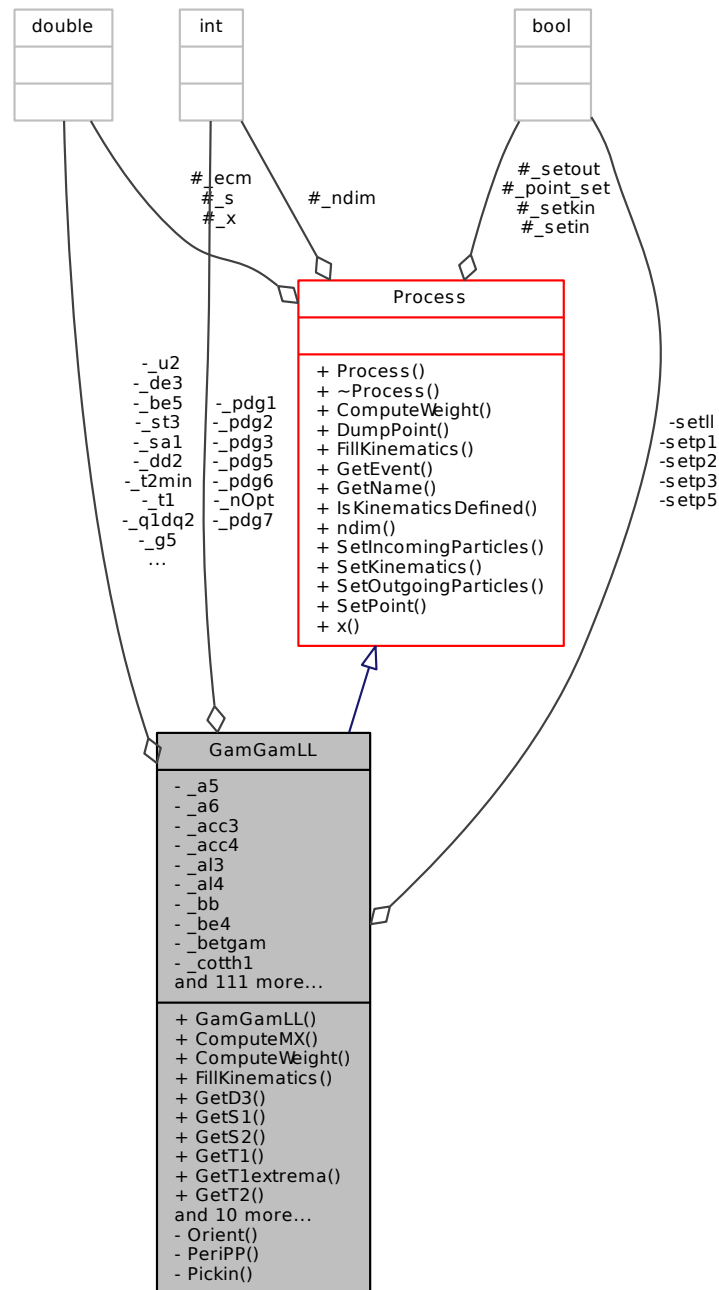 double
int
bool
#_ecm
#_s
#_x
#_ndim
#_setout
#_point_set
#_setkin
#_setin
Process
+ Process()
+ ~Process()
+ ComputeWeight()
+ DumpPoint()
+ FillKinematics()
+ GetEvent()
+ GetName()
+ IsKinematicsDefined()
+ ndim()
+ SetIncomingParticles()
+ SetKinematics()
+ SetOutgoingParticles()
+ SetPoint()
+ x()
-_u2
-_de3
-_be5
-_st3
-_sa1
-_dd2
-_t2min
-_t1
-_q1dq2
-_g5
...
-_pdg1
-_pdg2
-_pdg3
-_pdg5
-_pdg6
-_nOpt
-_pdg7
-setll
-setp1
-setp2
-setp3
-setp5
GamGamLL
- _a5
- _a6
- _acc3
- _acc4
- _al3
- _al4
- _bb
- _be4
- _betgam
- _cotth1
and 111 more...
+ GamGamLL()
+ ComputeMX()
+ ComputeWeight()
+ FillKinematics()
+ GetD3()
+ GetS1()
+ GetS2()
+ GetT1()
+ GetT1extrema()
+ GetT2()
and 10 more...
- Orient()
- PeriPP()
- Pickin()